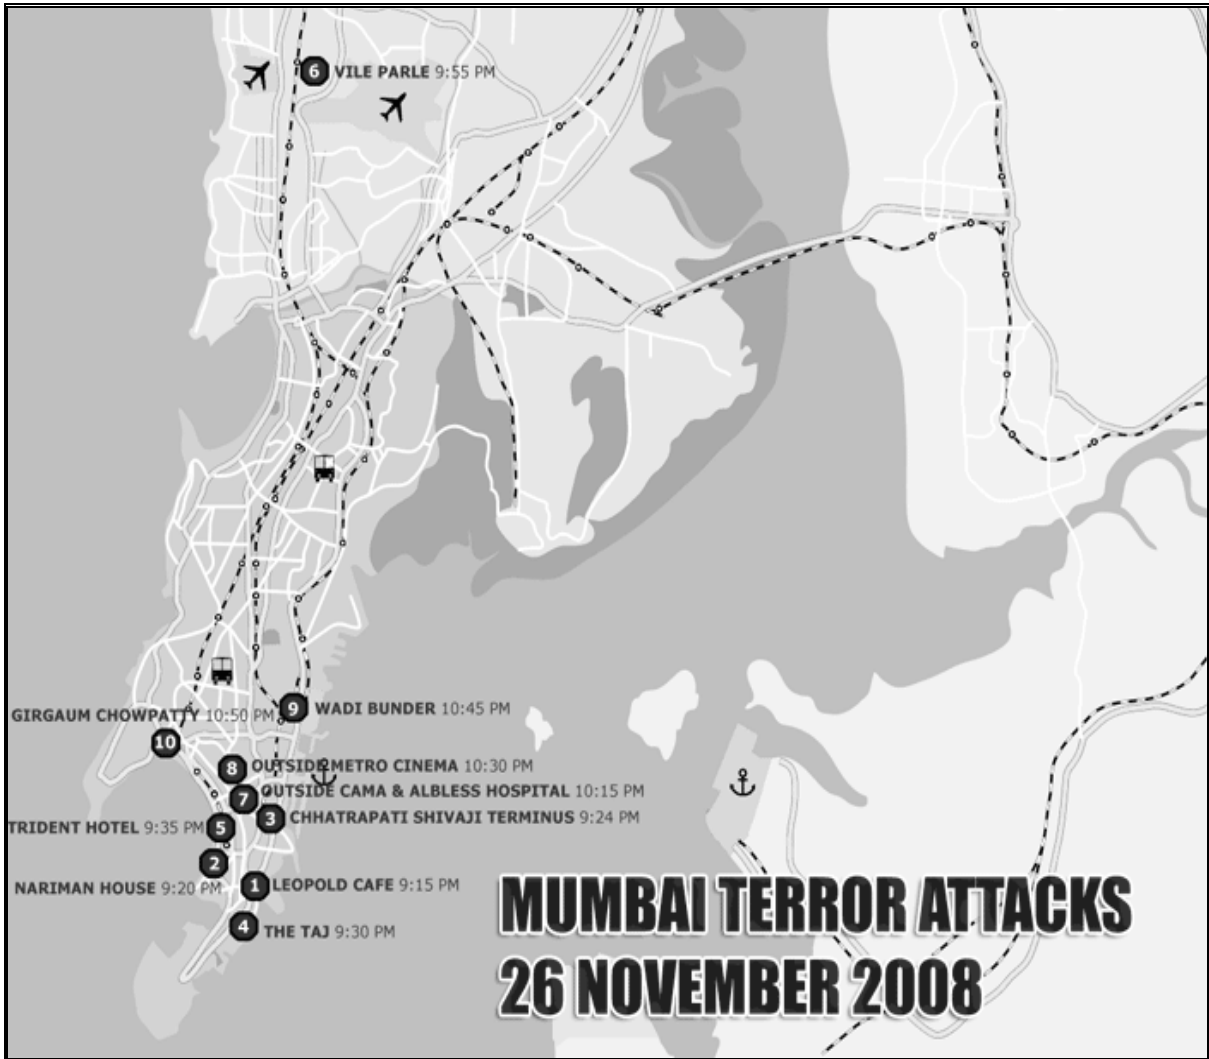 6 VILE PARLE 9:55 PM
9 WADI BUNDER 10:45 PM
GIRGAUM CHOWPATTY 10:50 PM
10
8 OUTSIDE METRO CINEMA 10:30 PM
7 OUTSIDE CAMA & ALBLESS HOSPITAL 10:15 PM
3 CHHATRAPATI SHIVAJI TERMINUS 9:24 PM
TRIDENT HOTEL 9:35 PM 5
2
NARIMAN HOUSE 9:20 PM
1 LEOPOLD CAFE 9:15 PM
4 THE TAJ 9:30 PM
MUMBAI TERROR ATTACKS
26 NOVEMBER 2008